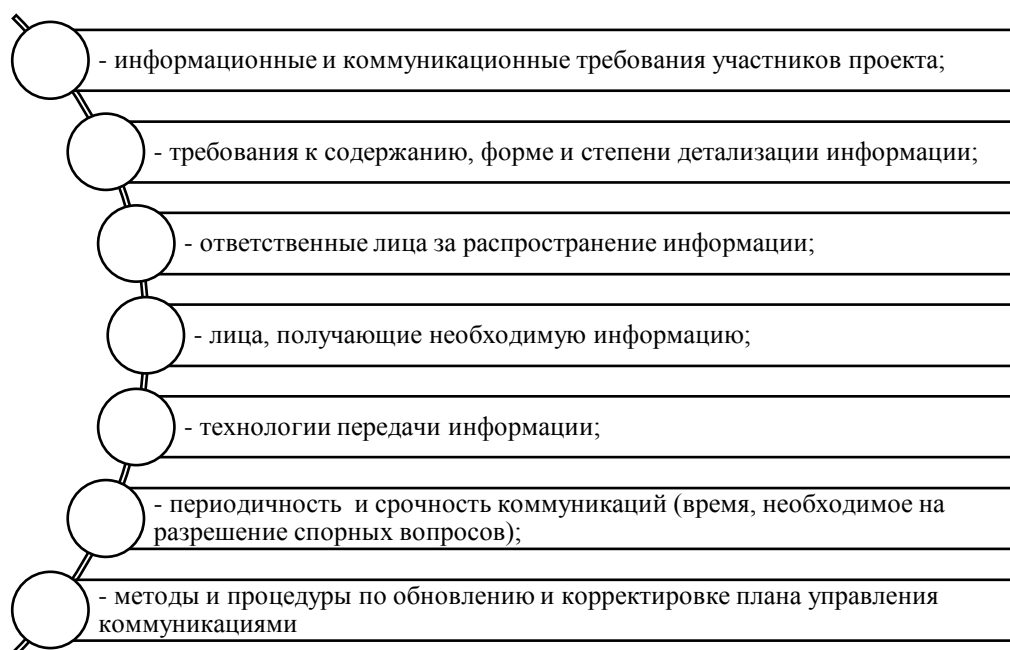 - информационные и коммуникационные требования участников проекта;
- требования к содержанию, форме и степени детализации информации;
- ответственные лица за распространение информации;
- лица, получающие необходимую информацию;
- технологии передачи информации;
- периодичность и срочность коммуникаций (время, необходимое на
разрешение спорных вопросов);
- методы и процедуры по обновлению и корректировке плана управления
коммуникациями